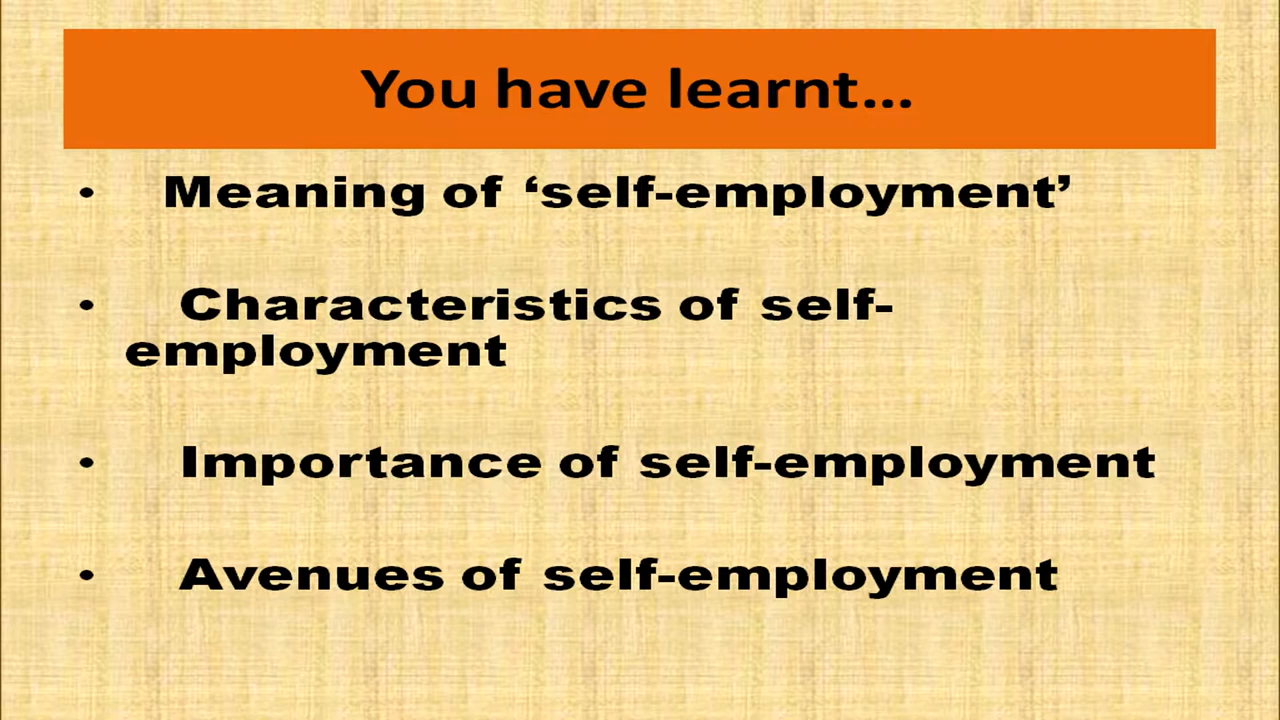 You have learnt...
• Meaning of ‘self-employment’
• Characteristics of self-
employment
• Importance of self-employment
• Avenues of self-employment